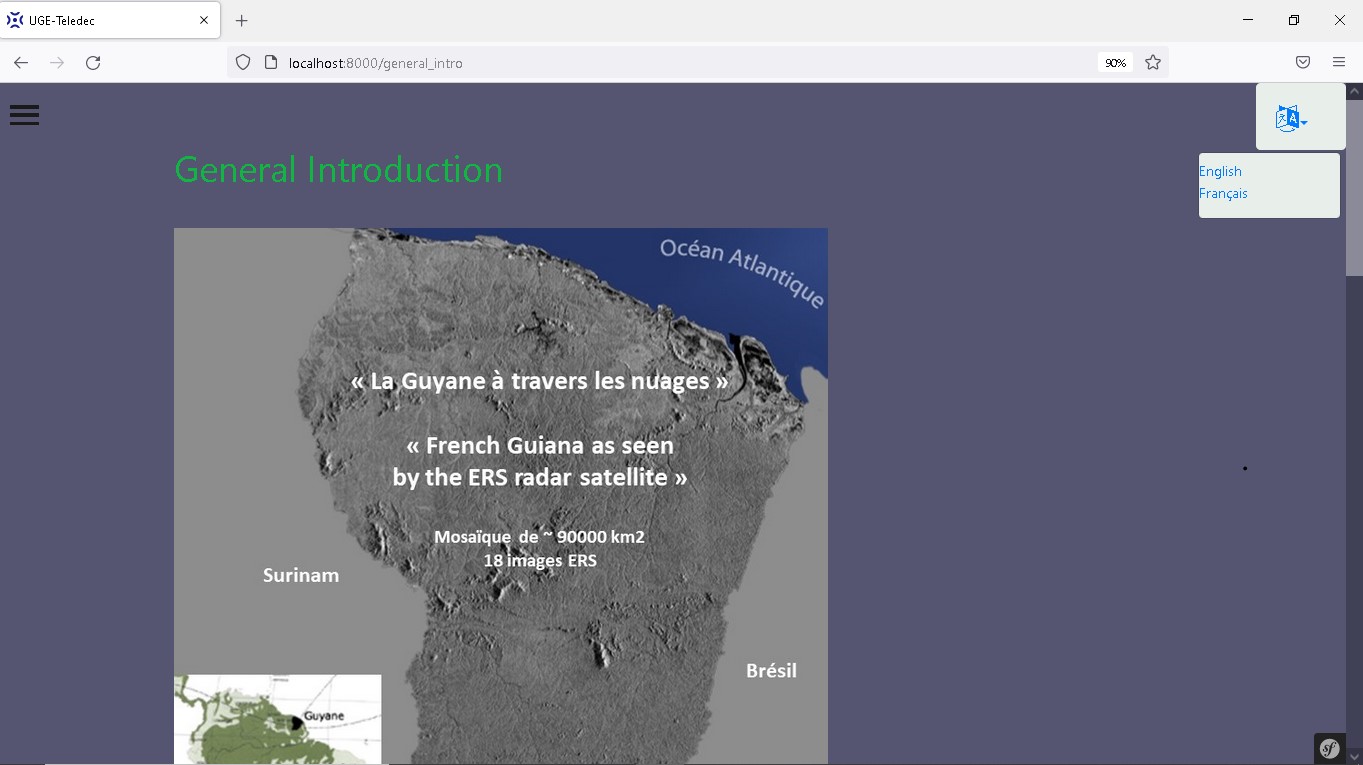 UGE-Teledec
localhost:8000/general_intro
90%
English
Français
General Introduction
Océan Atlantique
« La Guyane à travers les nuages »
« French Guiana as seen
by the ERS radar satellite »
Mosaïque de ~ 90000 km2
18 images ERS
Surinam
Brésil
Guyane
sf